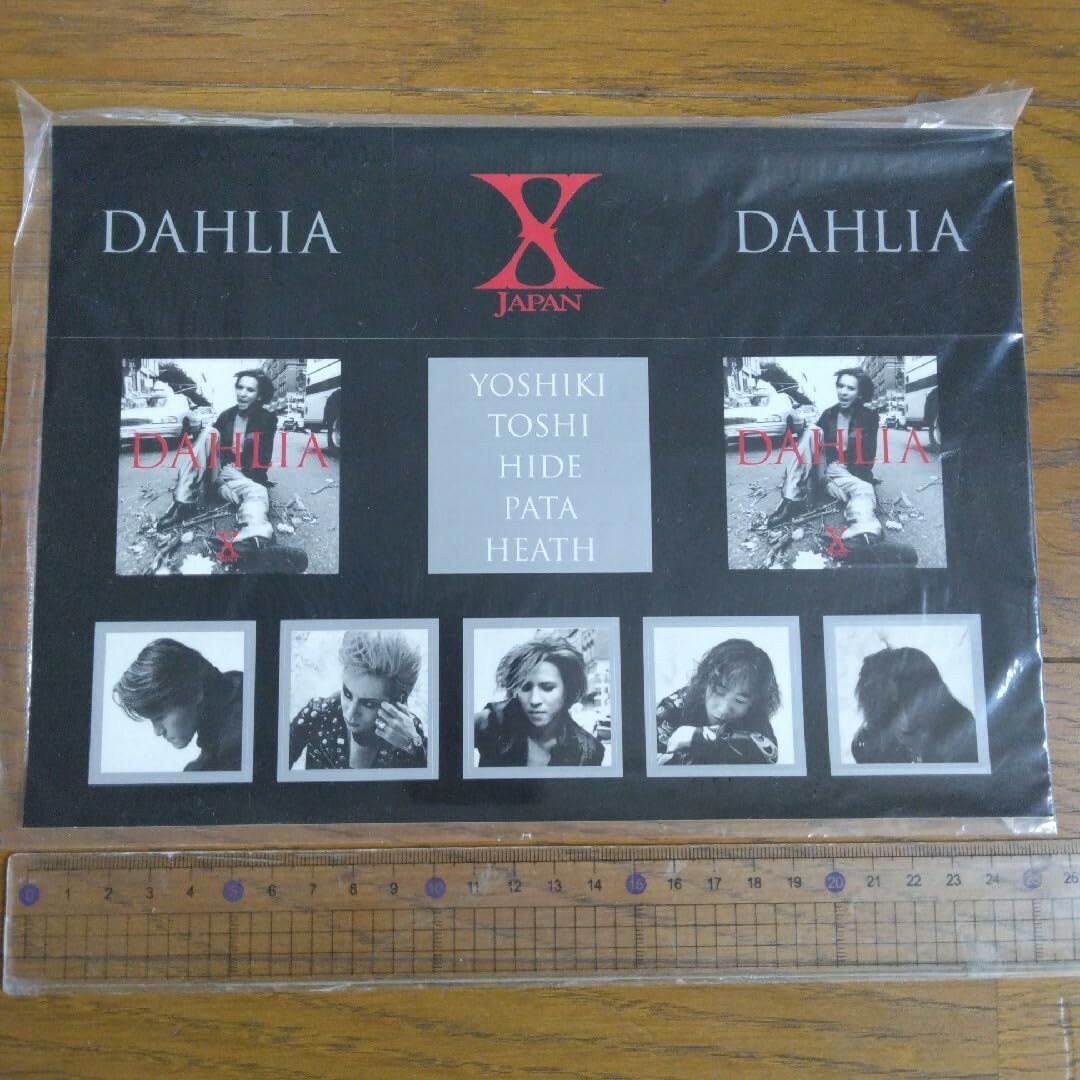 DAHLIA
X
JAPAN
DAHLIA
DAHLIA
X
YOSHIKI
TOSHI
HIDE
PATA
HEATH
DAHLIA
X
0 1 2 3 4 5 6 7 8 9 10 11 12 13 14 15 16 17 18 19 20 21 22 23 24 25 26